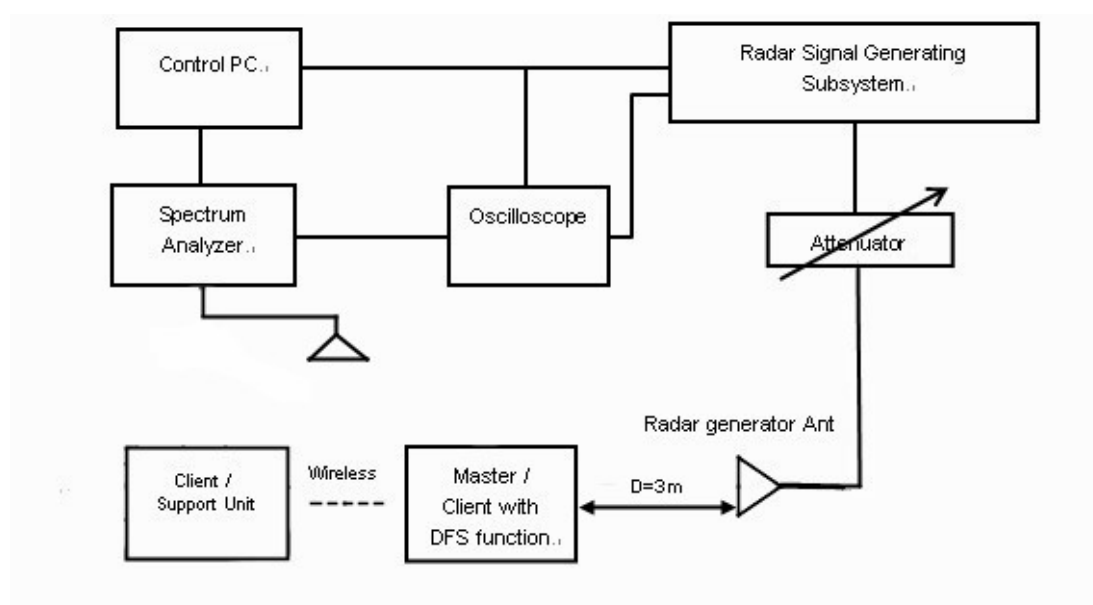 Control PC.
Radar Signal Generating
Subsystem.
Spectrum
Analyzer.
Oscilloscope
Attenuator
Radar generator Ant
Client /
Support Unit
Wireless
Master /
Client with
DFS function.
D=3m